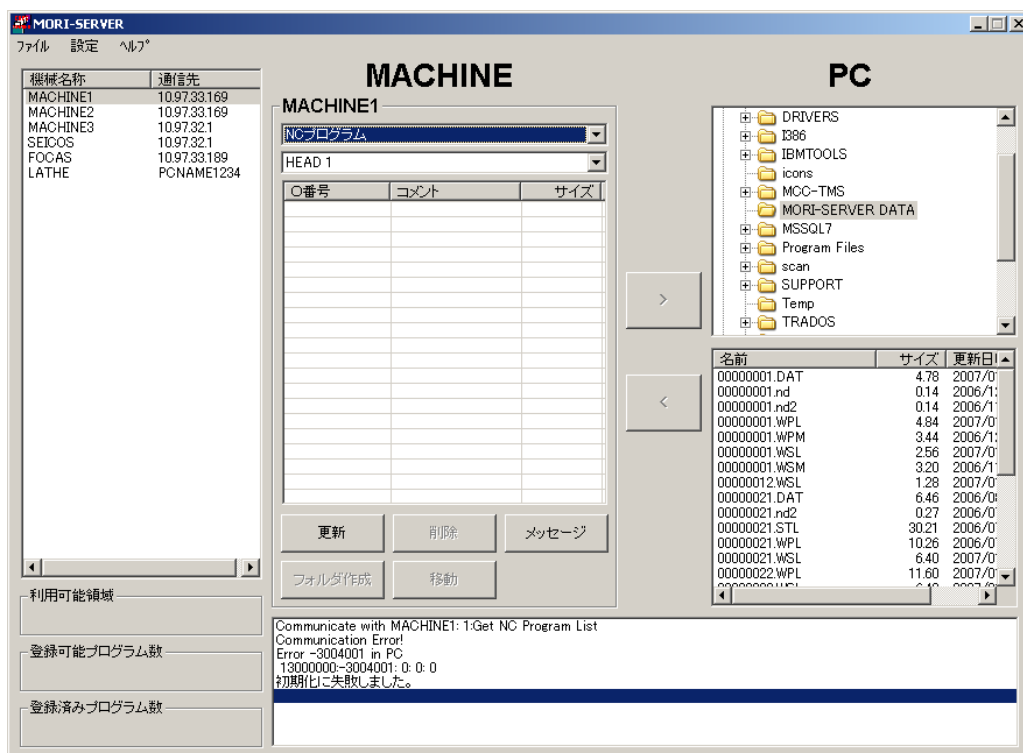 MORI-SERVER
ファイル 設定 ヘルプ
機械名称 通信先
MACHINE1 10.97.33.169
MACHINE2 10.97.33.169
MACHINE3 10.97.32.1
SEICOS 10.97.32.1
FOCAS 10.97.33.189
LATHE PCNAME1234
利用可能領域
登録可能プログラム数
登録済みプログラム数
MACHINE
MACHINE1
NCプログラム
HEAD 1
O番号 コメント サイズ
更新 削除 メッセージ
フォルダ作成 移動
>
<
PC
DRIVERS
I386
IBMTOOLS
icons
MCC-TMS
MORI-SERVER DATA
MSSQL7
Program Files
scan
SUPPORT
Temp
TRADOS
名前 サイズ 更新日
00000001.DAT 4.78 2007/0
00000001.nd 0.14 2006/1
00000001.nd2 0.14 2006/1
00000001.WPL 4.84 2007/0
00000001.WPM 3.44 2006/1
00000001.WSL 2.56 2007/0
00000001.WSM 3.20 2006/1
00000012.WSL 1.28 2007/0
00000021.DAT 6.46 2006/0
00000021.nd2 0.27 2006/0
00000021.STL 30.21 2006/0
00000021.WPL 10.26 2006/0
00000021.WSL 6.40 2007/0
00000022.WPL 11.60 2007/0
Communicate with MACHINE1: 1:Get NC Program List
Communication Error!
Error -3004001 in PC
13000000:-3004001: 0: 0: 0
初期化に失敗しました。